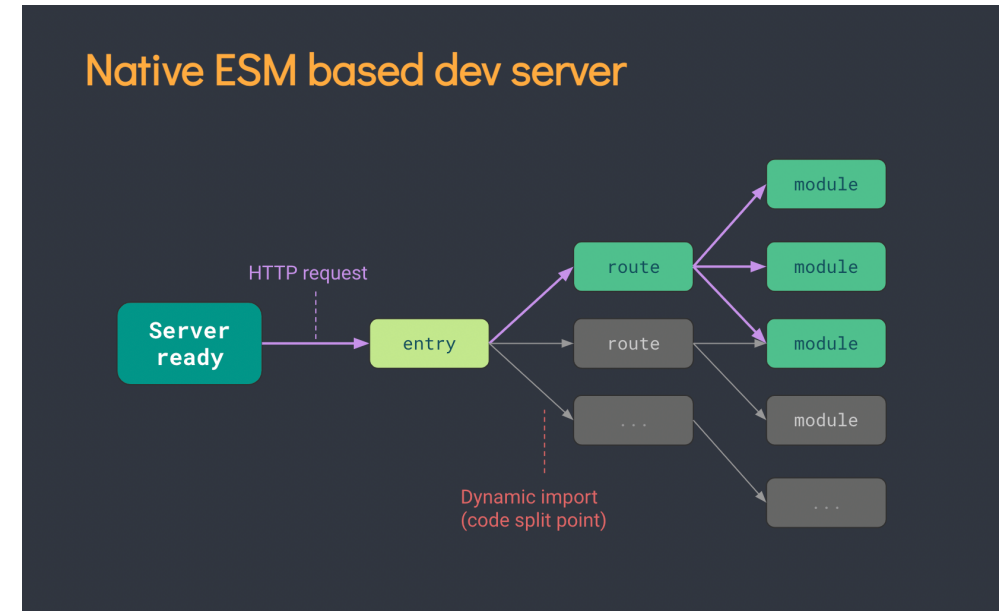 Native ESM based dev server
module
HTTP request
route
module
Server
ready
entry
route
module
...
module
Dynamic import
(code split point)
...